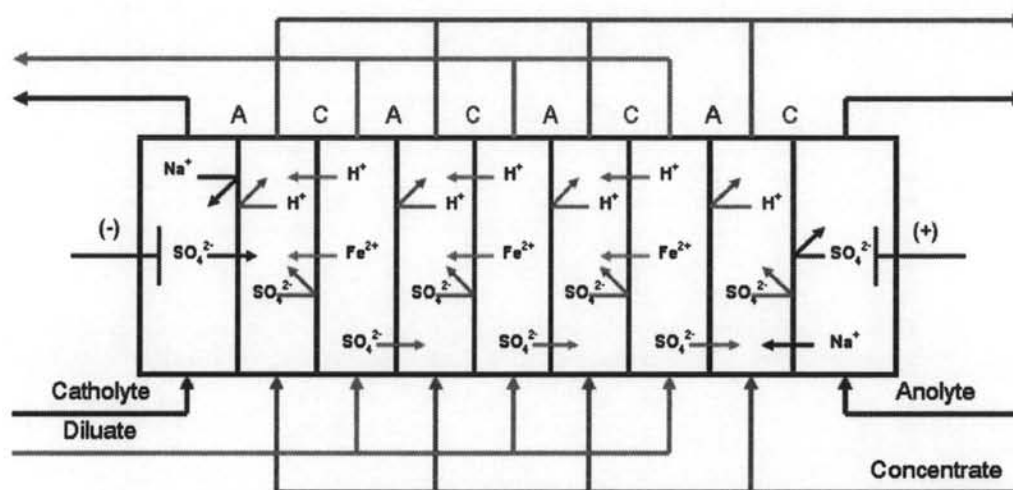 A C A C A C A C
Na⁺ H⁺ H⁺ H⁺
H⁺ H⁺ H⁺ H⁺
(-) (+)
SO₄²⁻ Fe²⁺ Fe²⁺ Fe²⁺ SO₄²⁻
SO₄²⁻ SO₄²⁻ SO₄²⁻ SO₄²⁻
SO₄²⁻ SO₄²⁻ SO₄²⁻ Na⁺
Catholyte Anolyte
Diluate
Concentrate